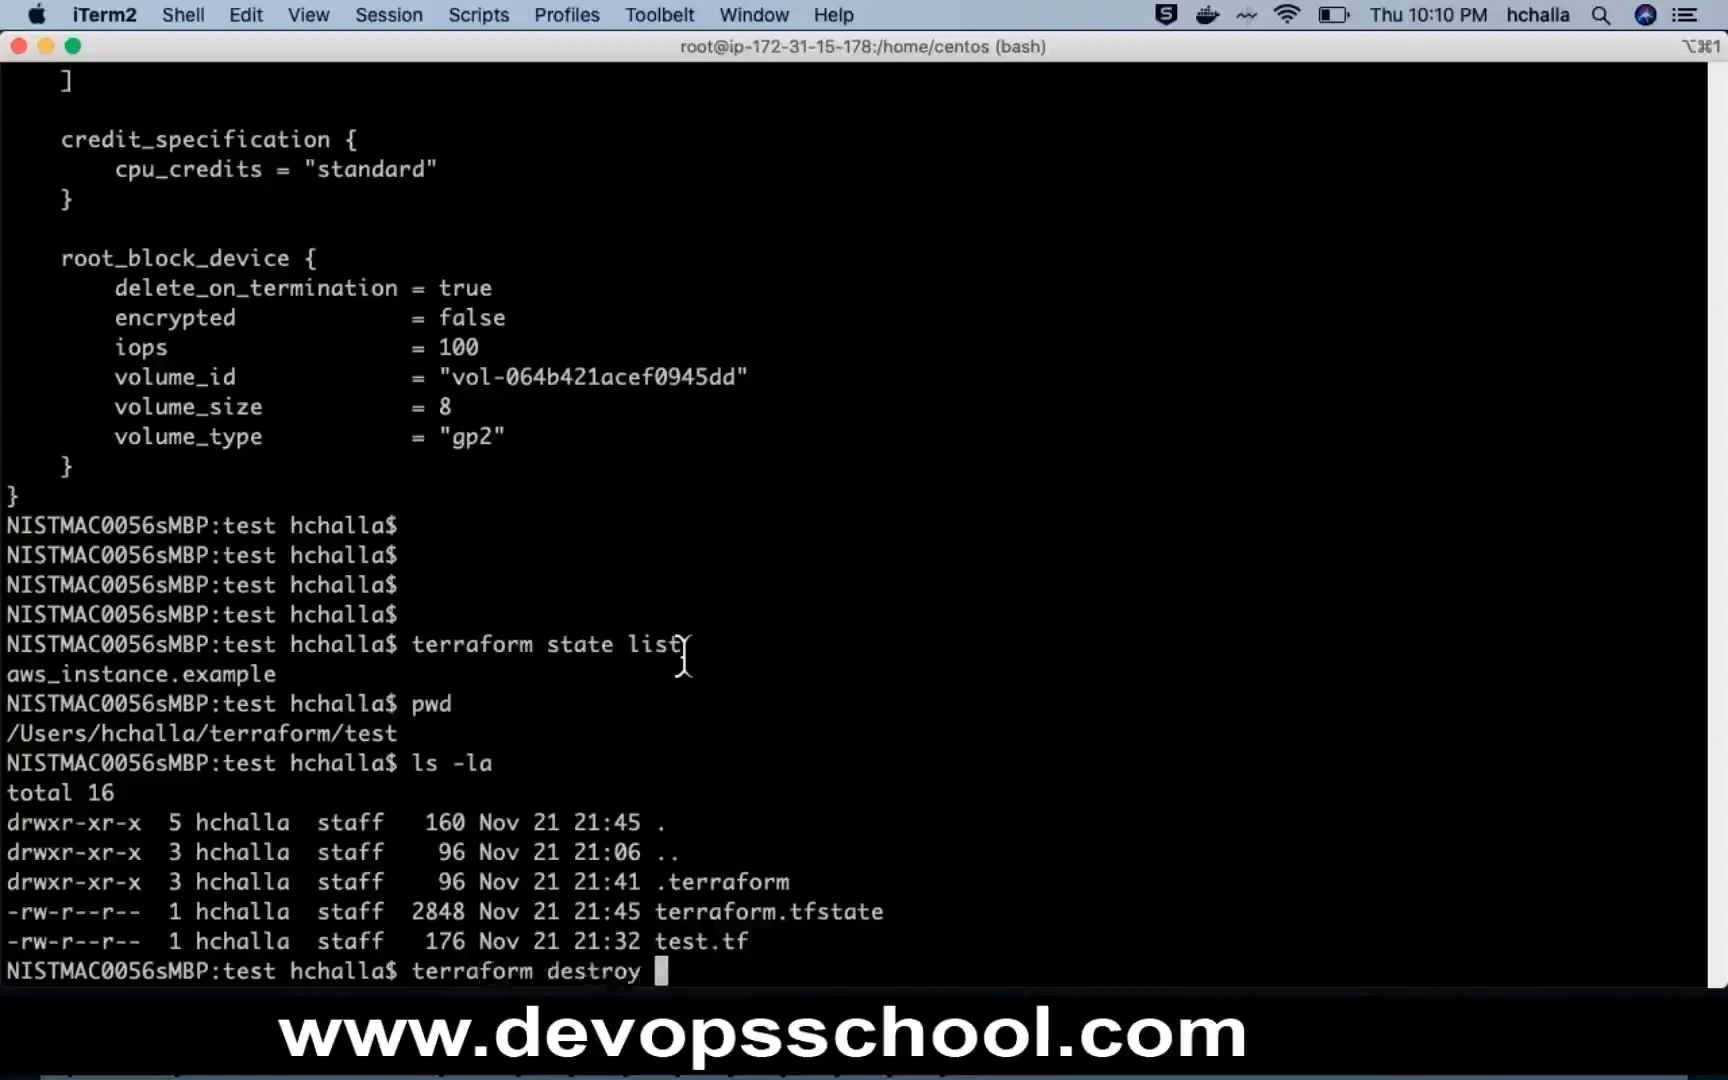 iTerm2 Shell Edit View Session Scripts Profiles Toolbelt Window Help Thu 10:10 PM hchalla
root@ip-172-31-15-178:/home/centos (bash) ⌥⌘1
]
credit_specification {
cpu_credits = "standard"
}
root_block_device {
delete_on_termination = true
encrypted = false
iops = 100
volume_id = "vol-064b421acef0945dd"
volume_size = 8
volume_type = "gp2"
}
}
NISTMAC0056sMBP:test hchalla$
NISTMAC0056sMBP:test hchalla$
NISTMAC0056sMBP:test hchalla$
NISTMAC0056sMBP:test hchalla$
NISTMAC0056sMBP:test hchalla$ terraform state list
aws_instance.example
NISTMAC0056sMBP:test hchalla$ pwd
/Users/hchalla/terraform/test
NISTMAC0056sMBP:test hchalla$ ls -la
total 16
drwxr-xr-x 5 hchalla staff 160 Nov 21 21:45 .
drwxr-xr-x 3 hchalla staff 96 Nov 21 21:06 ..
drwxr-xr-x 3 hchalla staff 96 Nov 21 21:41 .terraform
-rw-r--r-- 1 hchalla staff 2848 Nov 21 21:45 terraform.tfstate
-rw-r--r-- 1 hchalla staff 176 Nov 21 21:32 test.tf
NISTMAC0056sMBP:test hchalla$ terraform destroy
www.devopsschool.com